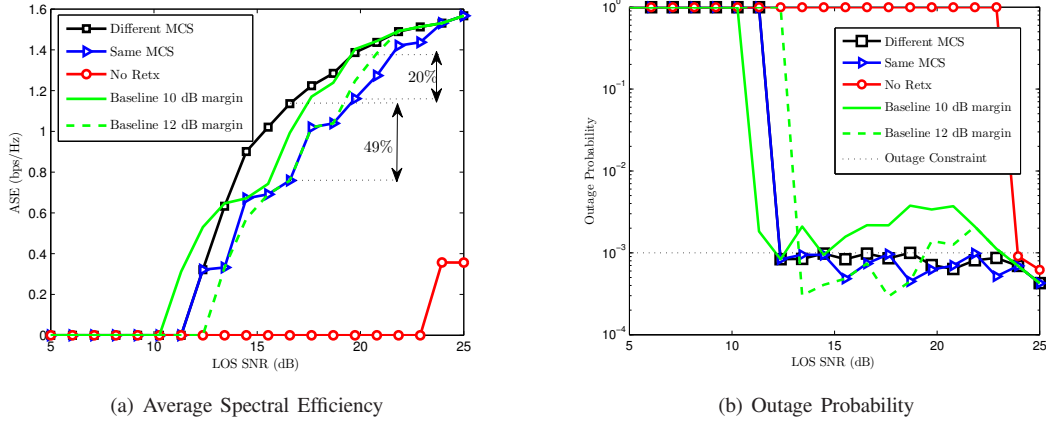 1.6
1.4
1.2
1
0.8
0.6
0.4
0.2
0
ASE (bps/Hz)
Different MCS
Same MCS
No Retx
Baseline 10 dB margin
Baseline 12 dB margin
20%
49%
5 10 15 20 25
LOS SNR (dB)
(a) Average Spectral Efficiency
10^0
10^-1
10^-2
10^-3
10^-4
Outage Probability
Different MCS
Same MCS
No Retx
Baseline 10 dB margin
Baseline 12 dB margin
Outage Constraint
5 10 15 20 25
LOS SNR (dB)
(b) Outage Probability